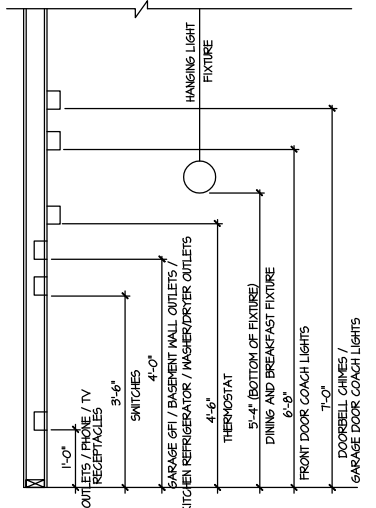 HANGING LIGHT
FIXTURE
1'-0"
OUTLETS / PHONE / TV
RECEPTACLES
3'-6"
SWITCHES
4'-0"
GARAGE GFI / BASEMENT WALL OUTLETS /
KITCHEN REFRIGERATOR / WASHER/DRYER OUTLETS
4'-6"
THERMOSTAT
5'-4" (BOTTOM OF FIXTURE)
DINING AND BREAKFAST FIXTURE
6'-8"
FRONT DOOR COACH LIGHTS
7'-0"
DOORBELL CHIMES /
GARAGE DOOR COACH LIGHTS